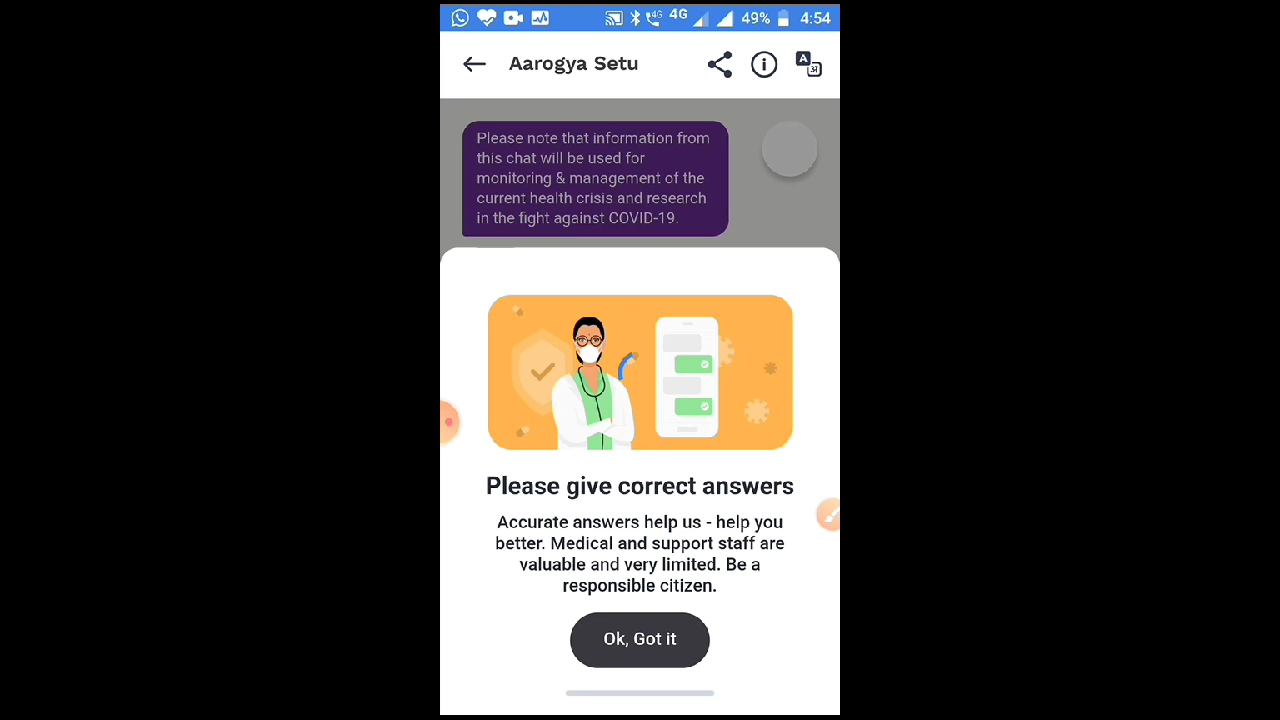 4G 4G 49% 4:54
Aarogya Setu
Please note that information from
this chat will be used for
monitoring & management of the
current health crisis and research
in the fight against COVID-19.
Please give correct answers
Accurate answers help us - help you
better. Medical and support staff are
valuable and very limited. Be a
responsible citizen.
Ok, Got it